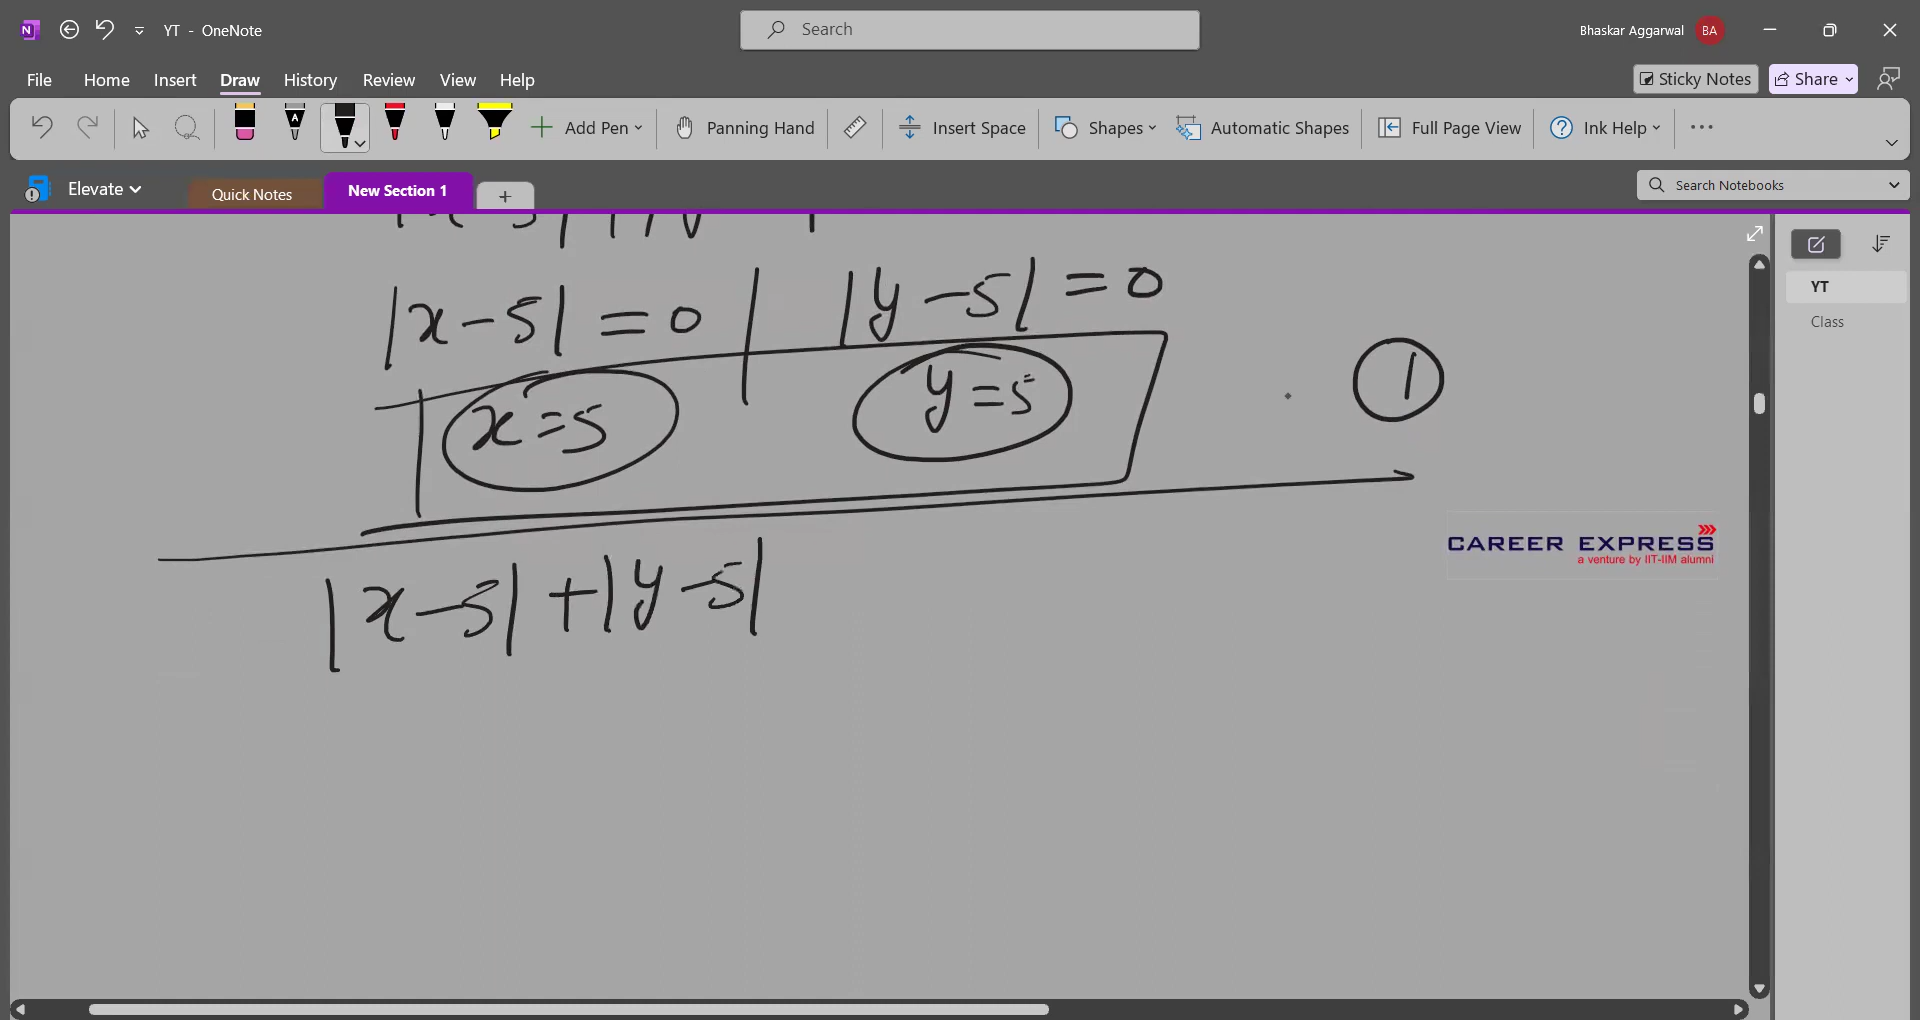 YT - OneNote
Search
Bhaskar Aggarwal BA
File Home Insert Draw History Review View Help
Sticky Notes Share
Add Pen Panning Hand Insert Space Shapes Automatic Shapes Full Page View Ink Help
Elevate Quick Notes New Section 1 +
Search Notebooks
YT
Class
|x-5| = 0 | |y-5| = 0
x=5 y=5 1
CAREER EXPRESS
a venture by IIT-IIM alumni
|x-5| + |y-5|